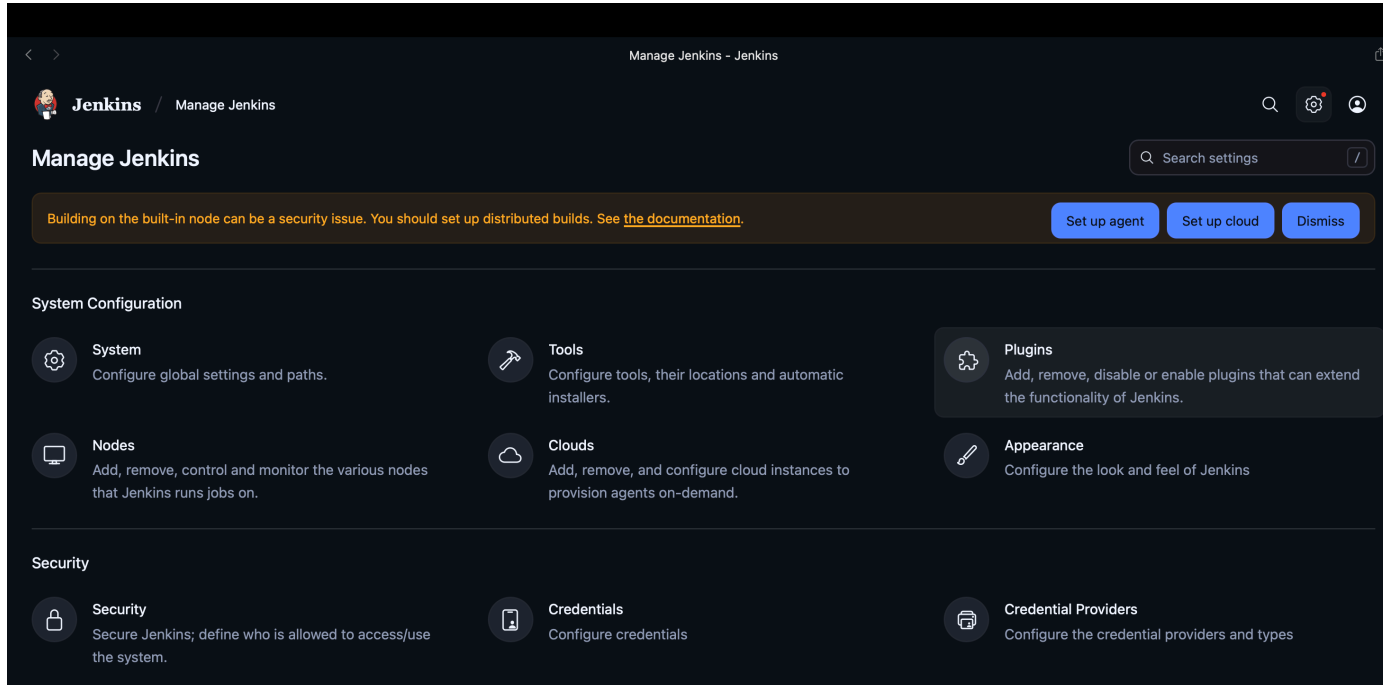 Manage Jenkins - Jenkins
Jenkins / Manage Jenkins
Manage Jenkins
Search settings /
Building on the built-in node can be a security issue. You should set up distributed builds. See the documentation.
Set up agent Set up cloud Dismiss
System Configuration
System
Configure global settings and paths.
Tools
Configure tools, their locations and automatic
installers.
Plugins
Add, remove, disable or enable plugins that can extend
the functionality of Jenkins.
Nodes
Add, remove, control and monitor the various nodes
that Jenkins runs jobs on.
Clouds
Add, remove, and configure cloud instances to
provision agents on-demand.
Appearance
Configure the look and feel of Jenkins
Security
Security
Secure Jenkins; define who is allowed to access/use
the system.
Credentials
Configure credentials
Credential Providers
Configure the credential providers and types